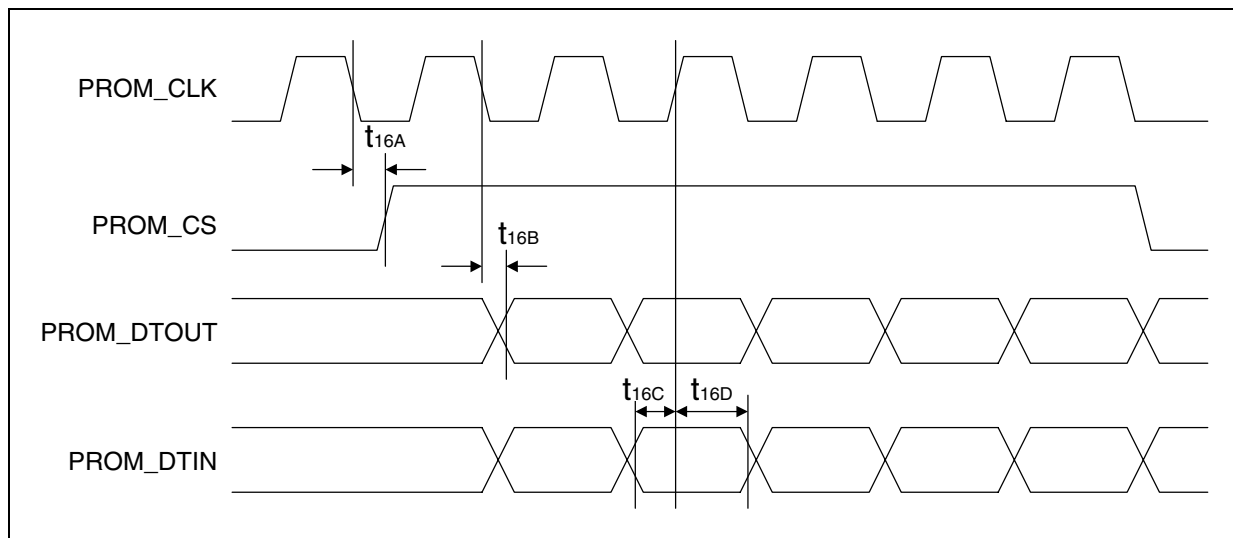 PROM_CLK
t16A
PROM_CS
t16B
PROM_DTOUT
t16C t16D
PROM_DTIN